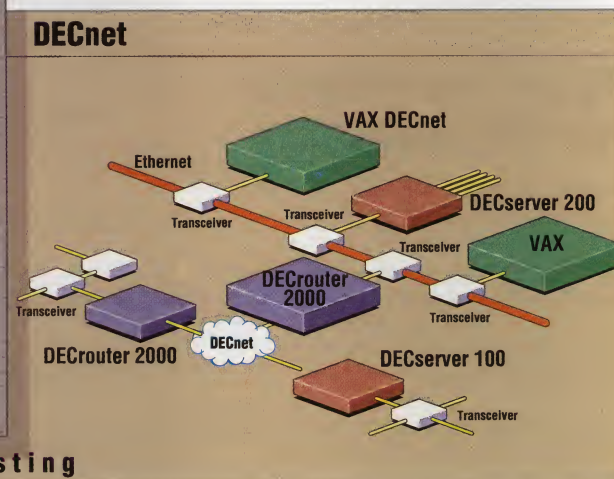 DECnet
VAX DECnet
Ethernet
DECserver 200
Transceiver
Transceiver
Transceiver
VAX
DECrouter
2000
Transceiver
Transceiver
DECnet
DECrouter 2000
DECserver 100
Transceiver
sting